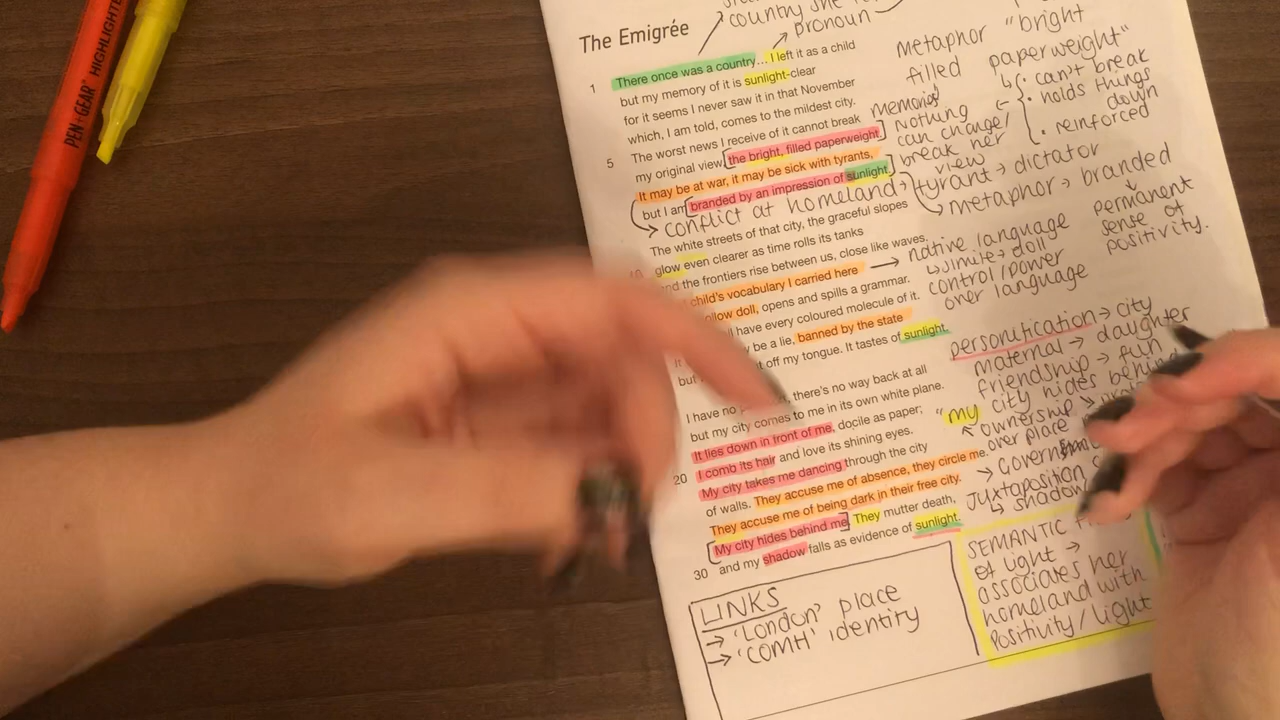 PEN+GEAR HIGHLIGHTE
country she
pronoun
The Emigrée
1 There once was a country... I left it as a child
but my memory of it is sunlight-clear
for it seems I never saw it in that November
which, I am told, comes to the mildest city.
The worst news I receive of it cannot break
5 my original view, the bright, filled paperweight.
It may be at war, it may be sick with tyrants,
but I am branded by an impression of sunlight.
conflict at homeland
The white streets of that city, the graceful slopes
glow even clearer as time rolls its tanks
and the frontiers rise between us, close like waves.
child's vocabulary I carried here
doll, opens and spills a grammar.
have every coloured molecule of it.
be a lie, banned by the state
off my tongue. It tastes of sunlight.
I have no there's no way back at all
but my city comes to me in its own white plane.
It lies down in front of me, docile as paper;
I comb its hair and love its shining eyes.
20 My city takes me dancing through the city
of walls. They accuse me of absence, they circle me.
They accuse me of being dark in their free city.
My city hides behind me. They mutter death,
and my shadow falls as evidence of sunlight.
30
metaphor
filled
memories
"bright
paperweight"
can't break
holds things
down
reinforced
Nothing
can change/
break her
view
tyrant → dictator
metaphor → branded
permanent
sense of
positivity.
native language
↳ simile → doll
control/power
over language
personification → city
maternal → daughter
friendship → fun
city hides behind
"my
ownership
over place
→ Govern
Juxtaposition
↳ shadow
SEMANTIC
of light →
associates her
homeland with
positivity/light
LINKS
→ 'London' place
→ 'COMH' identity